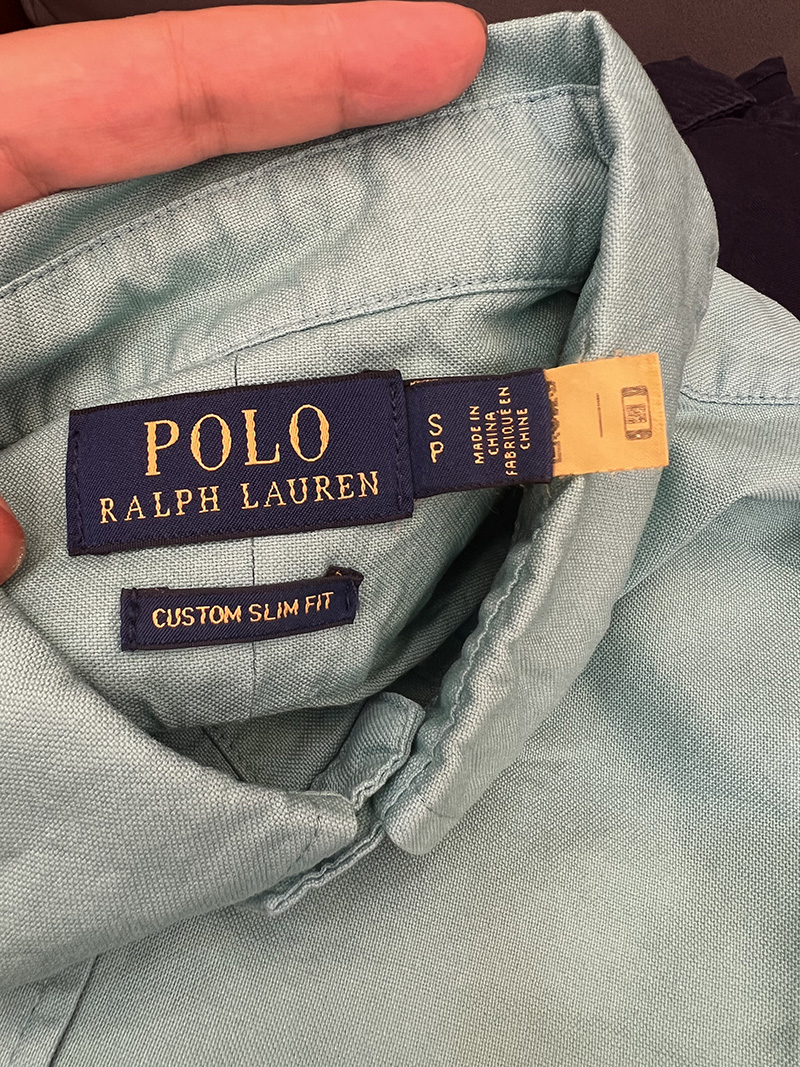 POLO
RALPH LAUREN
S
P
MADE IN
CHINA
FABRIQUÉ EN
CHINE
CUSTOM SLIM FIT